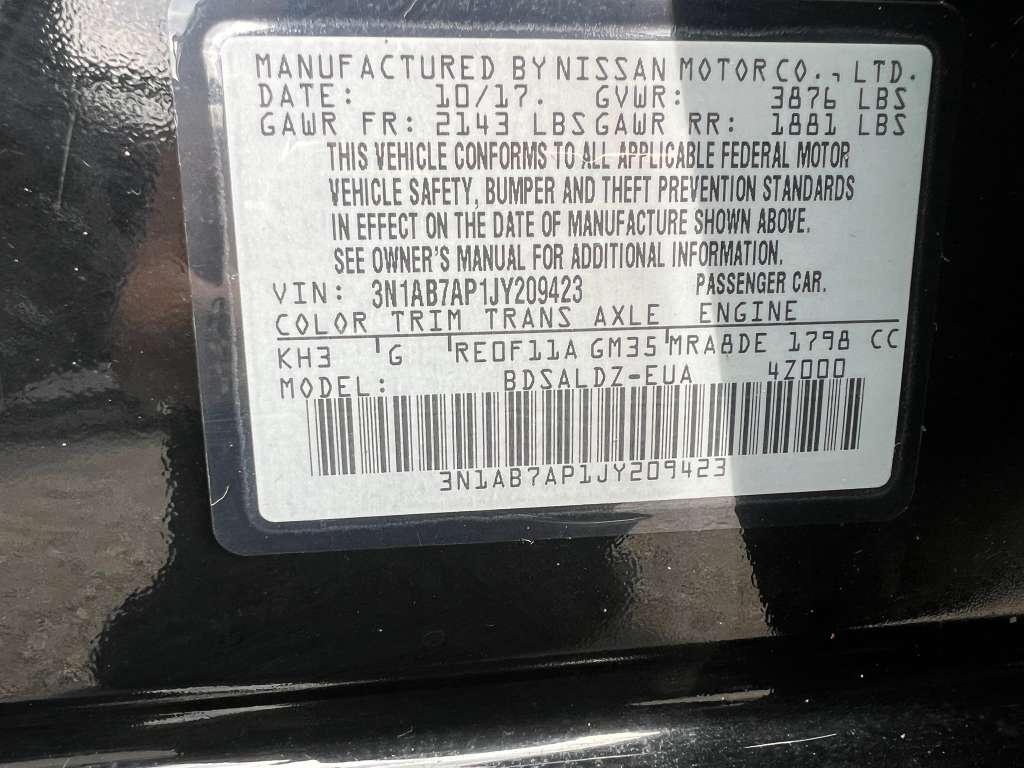 MANUFACTURED BY NISSAN MOTOR CO., LTD.
DATE: 10/17. GVWR: 3876 LBS
GAWR FR: 2143 LBS GAWR RR: 1881 LBS
THIS VEHICLE CONFORMS TO ALL APPLICABLE FEDERAL MOTOR
VEHICLE SAFETY, BUMPER AND THEFT PREVENTION STANDARDS
IN EFFECT ON THE DATE OF MANUFACTURE SHOWN ABOVE.
SEE OWNER'S MANUAL FOR ADDITIONAL INFORMATION.
VIN: 3N1AB7AP1JY209423 PASSENGER CAR.
COLOR TRIM TRANS AXLE ENGINE
KH3 G RE0F11A GM35 MRA8DE 1798 CC
MODEL: BDSALDZ-EUA 4Z000
3N1AB7AP1JY209423